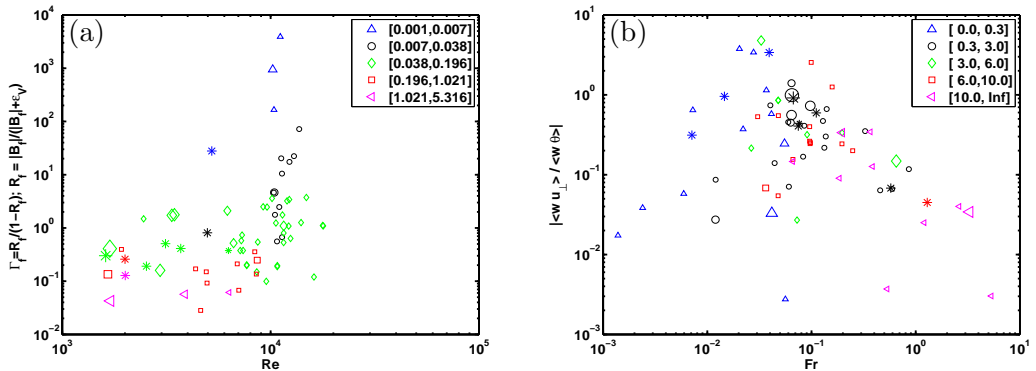 (a)
[0.001,0.007]
[0.007,0.038]
[0.038,0.196]
[0.196,1.021]
[1.021,5.316]
10^4
10^3
10^2
10^1
10^0
10^-1
10^-2
Γ_f=R_f/(1−R_f); R_f = |B_f|/(|B_f|+ε_v)
10^3
10^4
10^5
Re
(b)
[ 0.0, 0.3]
[ 0.3, 3.0]
[ 3.0, 6.0]
[ 6.0,10.0]
[10.0, Inf]
10^1
10^0
10^-1
10^-2
10^-3
|<w u_⊥> / <w θ>|
10^-3
10^-2
10^-1
10^0
10^1
Fr